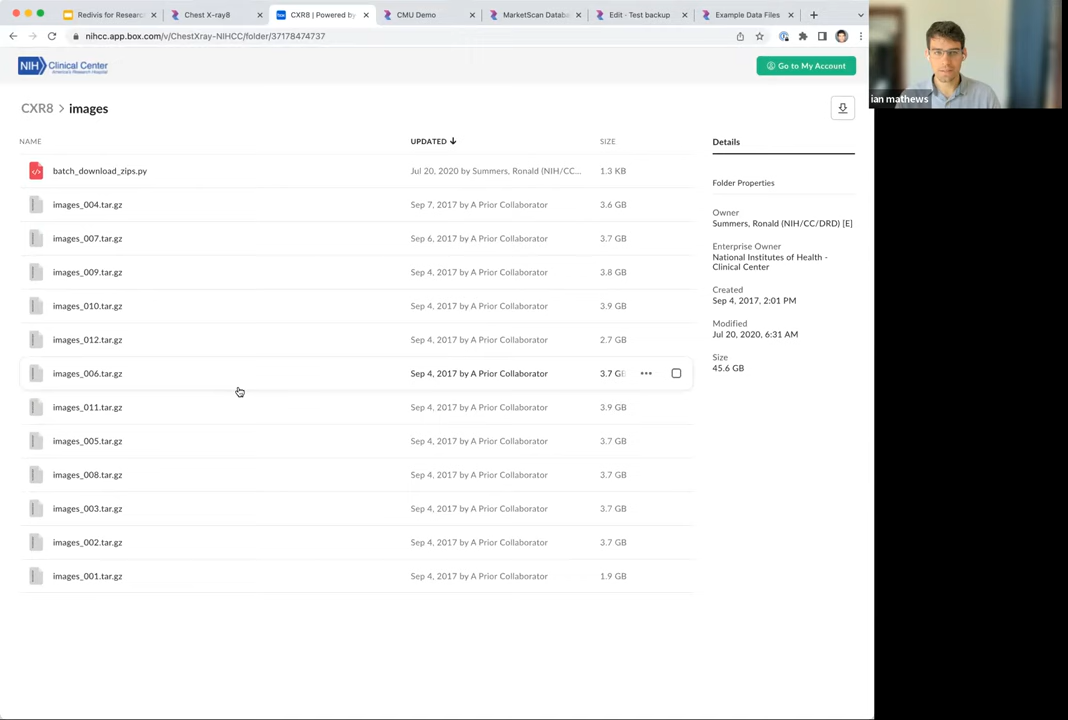 Redivis for Research
Chest X-ray8
CXR8 | Powered by
CMU Demo
MarketScan Databa
Edit - Test backup
Example Data Files
nihcc.app.box.com/v/ChestXray-NIHCC/folder/37178474737
NIH Clinical Center
America's Research Hospital
Go to My Account
ian mathews
CXR8 > images
NAME UPDATED SIZE
Details
batch_download_zips.py Jul 20, 2020 by Summers, Ronald (NIH/CC... 1.3 KB
images_004.tar.gz Sep 7, 2017 by A Prior Collaborator 3.6 GB
images_007.tar.gz Sep 6, 2017 by A Prior Collaborator 3.7 GB
images_009.tar.gz Sep 4, 2017 by A Prior Collaborator 3.8 GB
images_010.tar.gz Sep 4, 2017 by A Prior Collaborator 3.9 GB
images_012.tar.gz Sep 4, 2017 by A Prior Collaborator 2.7 GB
images_006.tar.gz Sep 4, 2017 by A Prior Collaborator 3.7 GB
images_011.tar.gz Sep 4, 2017 by A Prior Collaborator 3.9 GB
images_005.tar.gz Sep 4, 2017 by A Prior Collaborator 3.7 GB
images_008.tar.gz Sep 4, 2017 by A Prior Collaborator 3.7 GB
images_003.tar.gz Sep 4, 2017 by A Prior Collaborator 3.7 GB
images_002.tar.gz Sep 4, 2017 by A Prior Collaborator 3.7 GB
images_001.tar.gz Sep 4, 2017 by A Prior Collaborator 1.9 GB
Folder Properties
Owner
Summers, Ronald (NIH/CC/DRD) [E]
Enterprise Owner
National Institutes of Health -
Clinical Center
Created
Sep 4, 2017, 2:01 PM
Modified
Jul 20, 2020, 6:31 AM
Size
45.6 GB